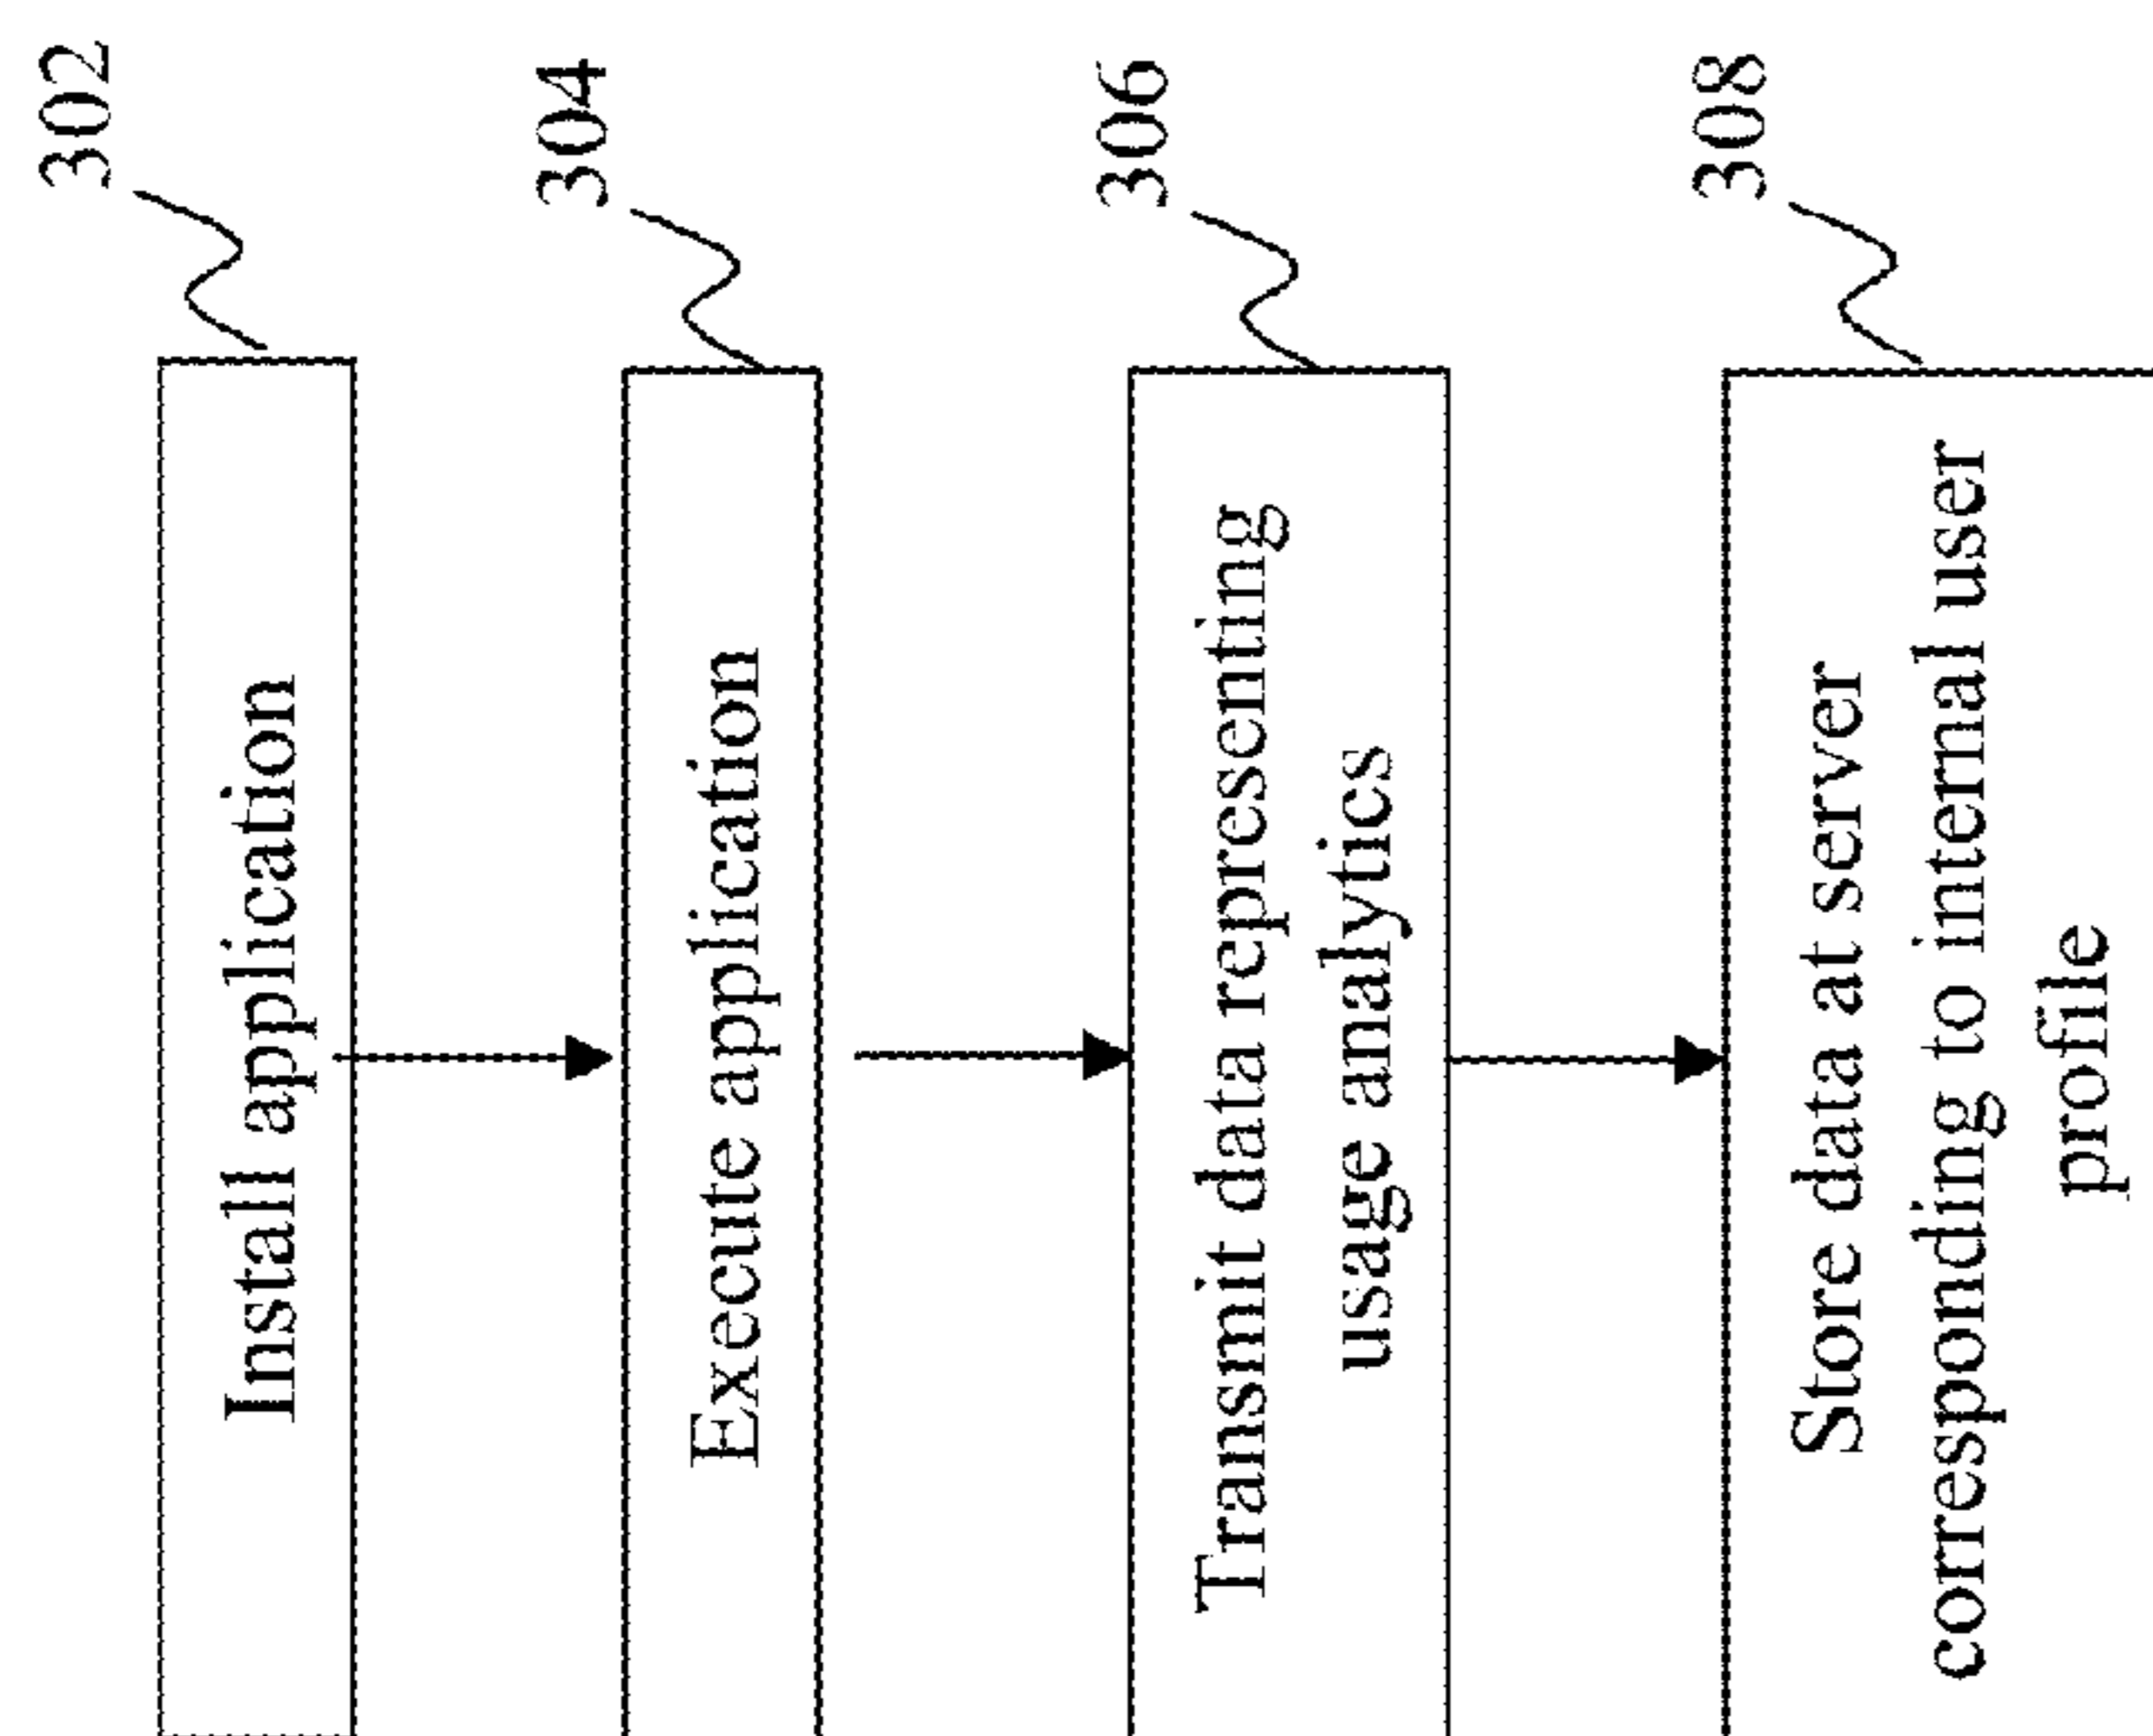 302
Install application
304
Execute application
306
Transmit data representing
usage analytics
308
Store data at server
corresponding to internal user
profile